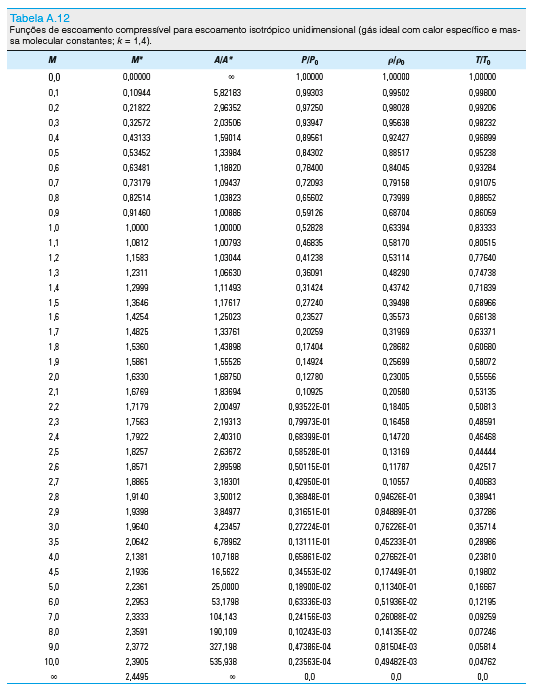 Tabela A.12
Funções de escoamento compressível para escoamento isotrópico unidimensional (gás ideal com calor específico e mas-
sa molecular constantes; k = 1,4).
M M* A/A* P/P₀ ρ/ρ₀ T/T₀
0,0 0,00000 ∞ 1,00000 1,00000 1,00000
0,1 0,10944 5,82183 0,99303 0,99502 0,99800
0,2 0,21822 2,96352 0,97250 0,98028 0,99206
0,3 0,32572 2,03506 0,93947 0,95638 0,98232
0,4 0,43133 1,59014 0,89561 0,92427 0,96899
0,5 0,53452 1,33984 0,84302 0,88517 0,95238
0,6 0,63481 1,18820 0,78400 0,84045 0,93284
0,7 0,73179 1,09437 0,72093 0,79158 0,91075
0,8 0,82514 1,03823 0,65602 0,73999 0,88652
0,9 0,91460 1,00886 0,59126 0,68704 0,86059
1,0 1,0000 1,00000 0,52828 0,63394 0,83333
1,1 1,0812 1,00793 0,46835 0,58170 0,80515
1,2 1,1583 1,03044 0,41238 0,53114 0,77640
1,3 1,2311 1,06630 0,36091 0,48290 0,74738
1,4 1,2999 1,11493 0,31424 0,43742 0,71839
1,5 1,3646 1,17617 0,27240 0,39498 0,68966
1,6 1,4254 1,25023 0,23527 0,35573 0,66138
1,7 1,4825 1,33761 0,20259 0,31969 0,63371
1,8 1,5360 1,43898 0,17404 0,28682 0,60680
1,9 1,5861 1,55526 0,14924 0,25699 0,58072
2,0 1,6330 1,68750 0,12780 0,23005 0,55556
2,1 1,6769 1,83694 0,10925 0,20580 0,53135
2,2 1,7179 2,00497 0,93522E-01 0,18405 0,50813
2,3 1,7563 2,19313 0,79973E-01 0,16458 0,48591
2,4 1,7922 2,40310 0,68399E-01 0,14720 0,46468
2,5 1,8257 2,63672 0,58528E-01 0,13169 0,44444
2,6 1,8571 2,89598 0,50115E-01 0,11787 0,42517
2,7 1,8865 3,18301 0,42950E-01 0,10557 0,40683
2,8 1,9140 3,50012 0,36848E-01 0,94626E-01 0,38941
2,9 1,9398 3,84977 0,31651E-01 0,84889E-01 0,37286
3,0 1,9640 4,23457 0,27224E-01 0,76226E-01 0,35714
3,5 2,0642 6,78962 0,13111E-01 0,45233E-01 0,28986
4,0 2,1381 10,7188 0,65861E-02 0,27662E-01 0,23810
4,5 2,1936 16,5622 0,34553E-02 0,17449E-01 0,19802
5,0 2,2361 25,0000 0,18900E-02 0,11340E-01 0,16667
6,0 2,2953 53,1798 0,63336E-03 0,51936E-02 0,12195
7,0 2,3333 104,143 0,24156E-03 0,26088E-02 0,09259
8,0 2,3591 190,109 0,10243E-03 0,14135E-02 0,07246
9,0 2,3772 327,198 0,47386E-04 0,81504E-03 0,05814
10,0 2,3905 535,938 0,23563E-04 0,49482E-03 0,04762
∞ 2,4495 ∞ 0,0 0,0 0,0